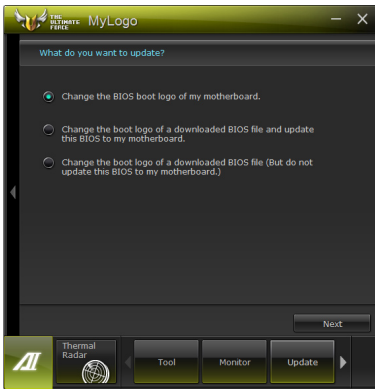 THE
ULTIMATE
FORCE
MyLogo
What do you want to update?
Change the BIOS boot logo of my motherboard.
Change the boot logo of a downloaded BIOS file and update
this BIOS to my motherboard.
Change the boot logo of a downloaded BIOS file (But do not
update this BIOS to my motherboard.)
Next
Thermal
Radar
Tool
Monitor
Update